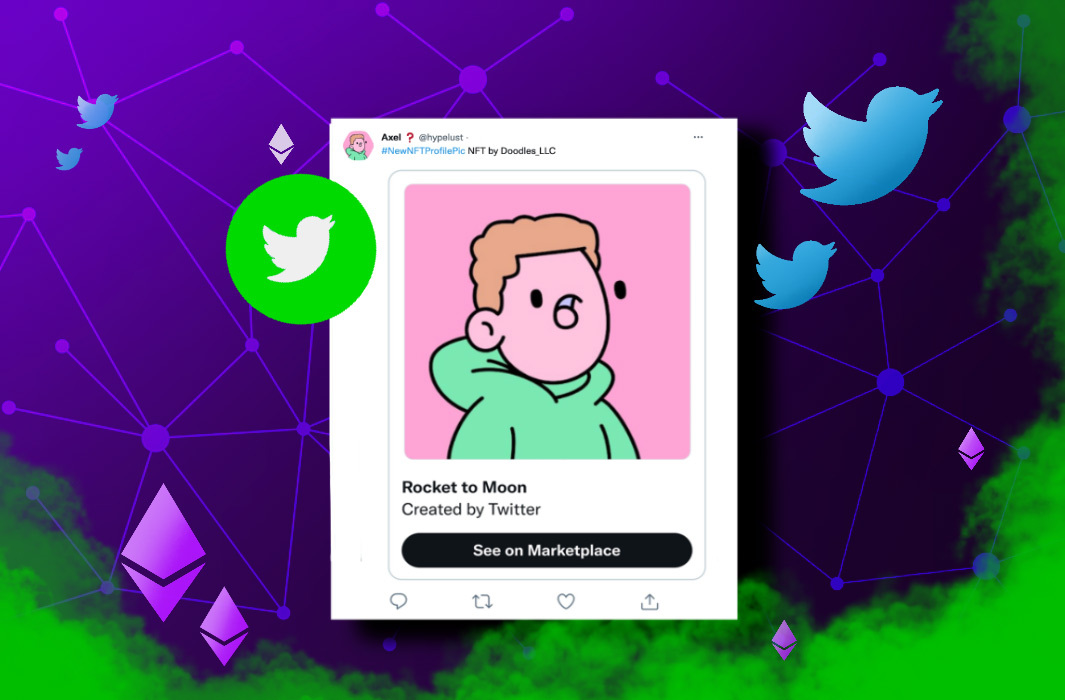 Axel ❓ @hypelust ·
#NewNFTProfilePic NFT by Doodles_LLC
Rocket to Moon
Created by Twitter
See on Marketplace